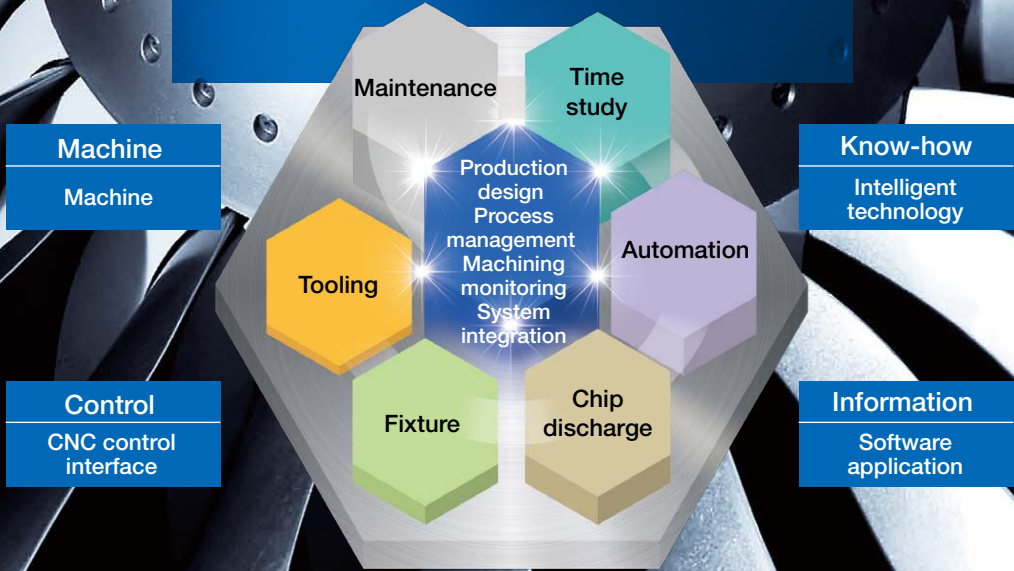 Maintenance
Time
study
Machine
Machine
Know-how
Intelligent
technology
Production
design
Process
management
Machining
monitoring
System
integration
Tooling
Automation
Control
CNC control
interface
Fixture
Chip
discharge
Information
Software
application